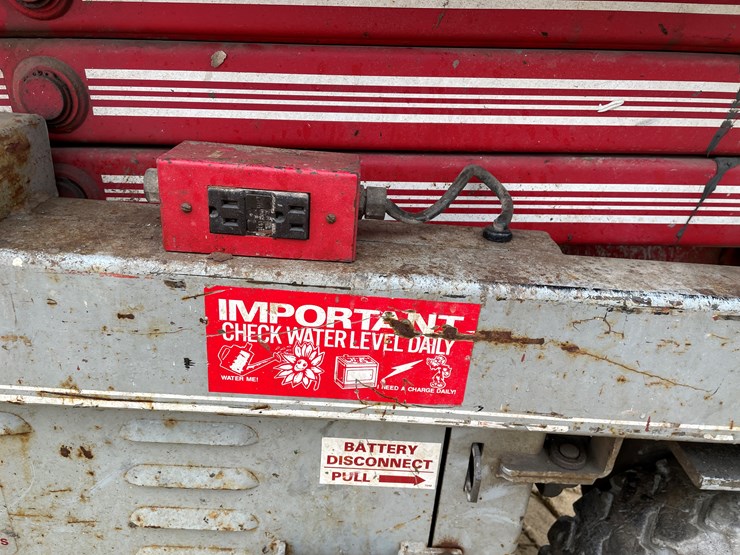 IMPORTANT
CHECK WATER LEVEL DAILY
WATER ME!
I NEED A CHARGE DAILY!
BATTERY
DISCONNECT
PULL